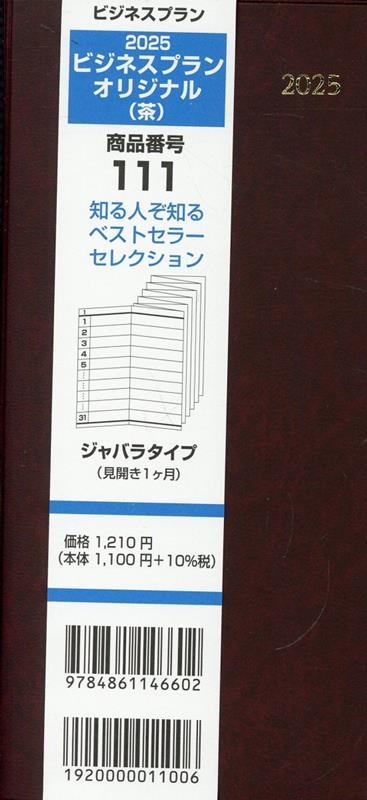 ビジネスプラン
2025
ビジネスプラン
オリジナル
(茶)
商品番号
111
知る人ぞ知る
ベストセラー
セレクション
1
1
2
3
4
5
31
ジャバラタイプ
(見開き1ヶ月)
価格 1,210 円
(本体 1,100 円+10%税)
9784861146602
1920000011006
2025